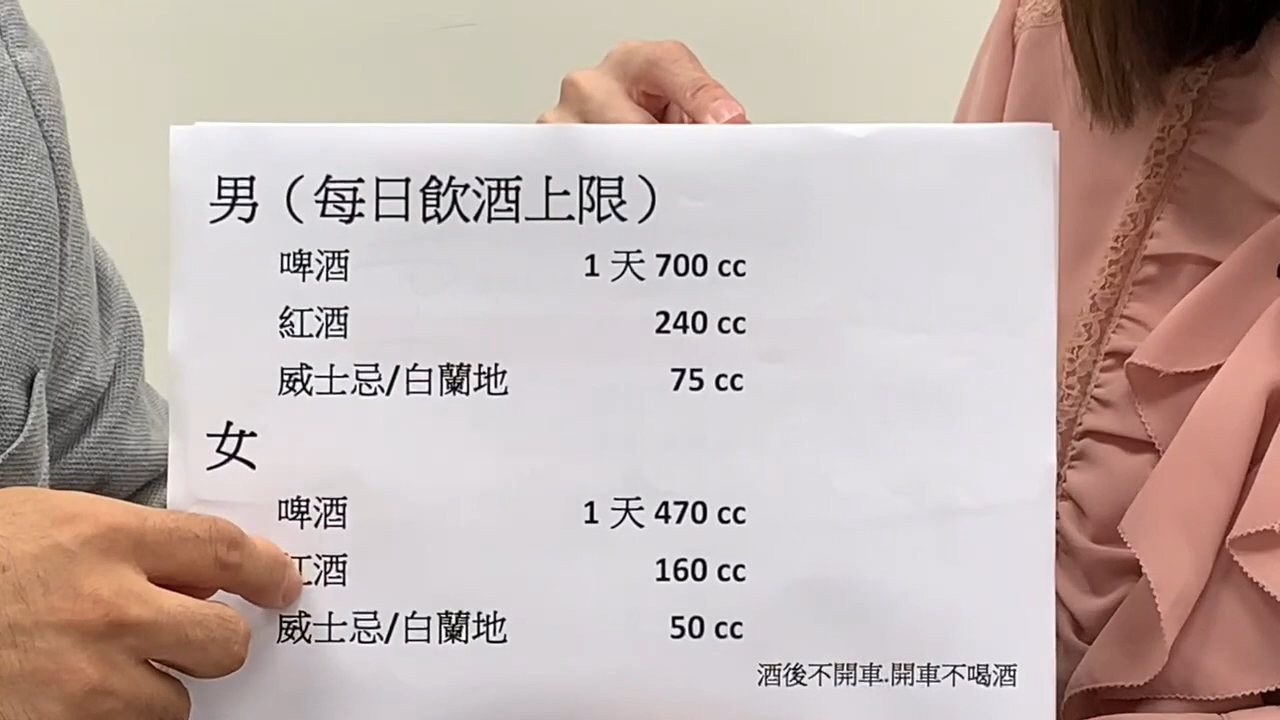 男（每日飲酒上限）
啤酒 1 天 700 cc
紅酒 240 cc
威士忌/白蘭地 75 cc
女
啤酒 1 天 470 cc
紅酒 160 cc
威士忌/白蘭地 50 cc
酒後不開車.開車不喝酒